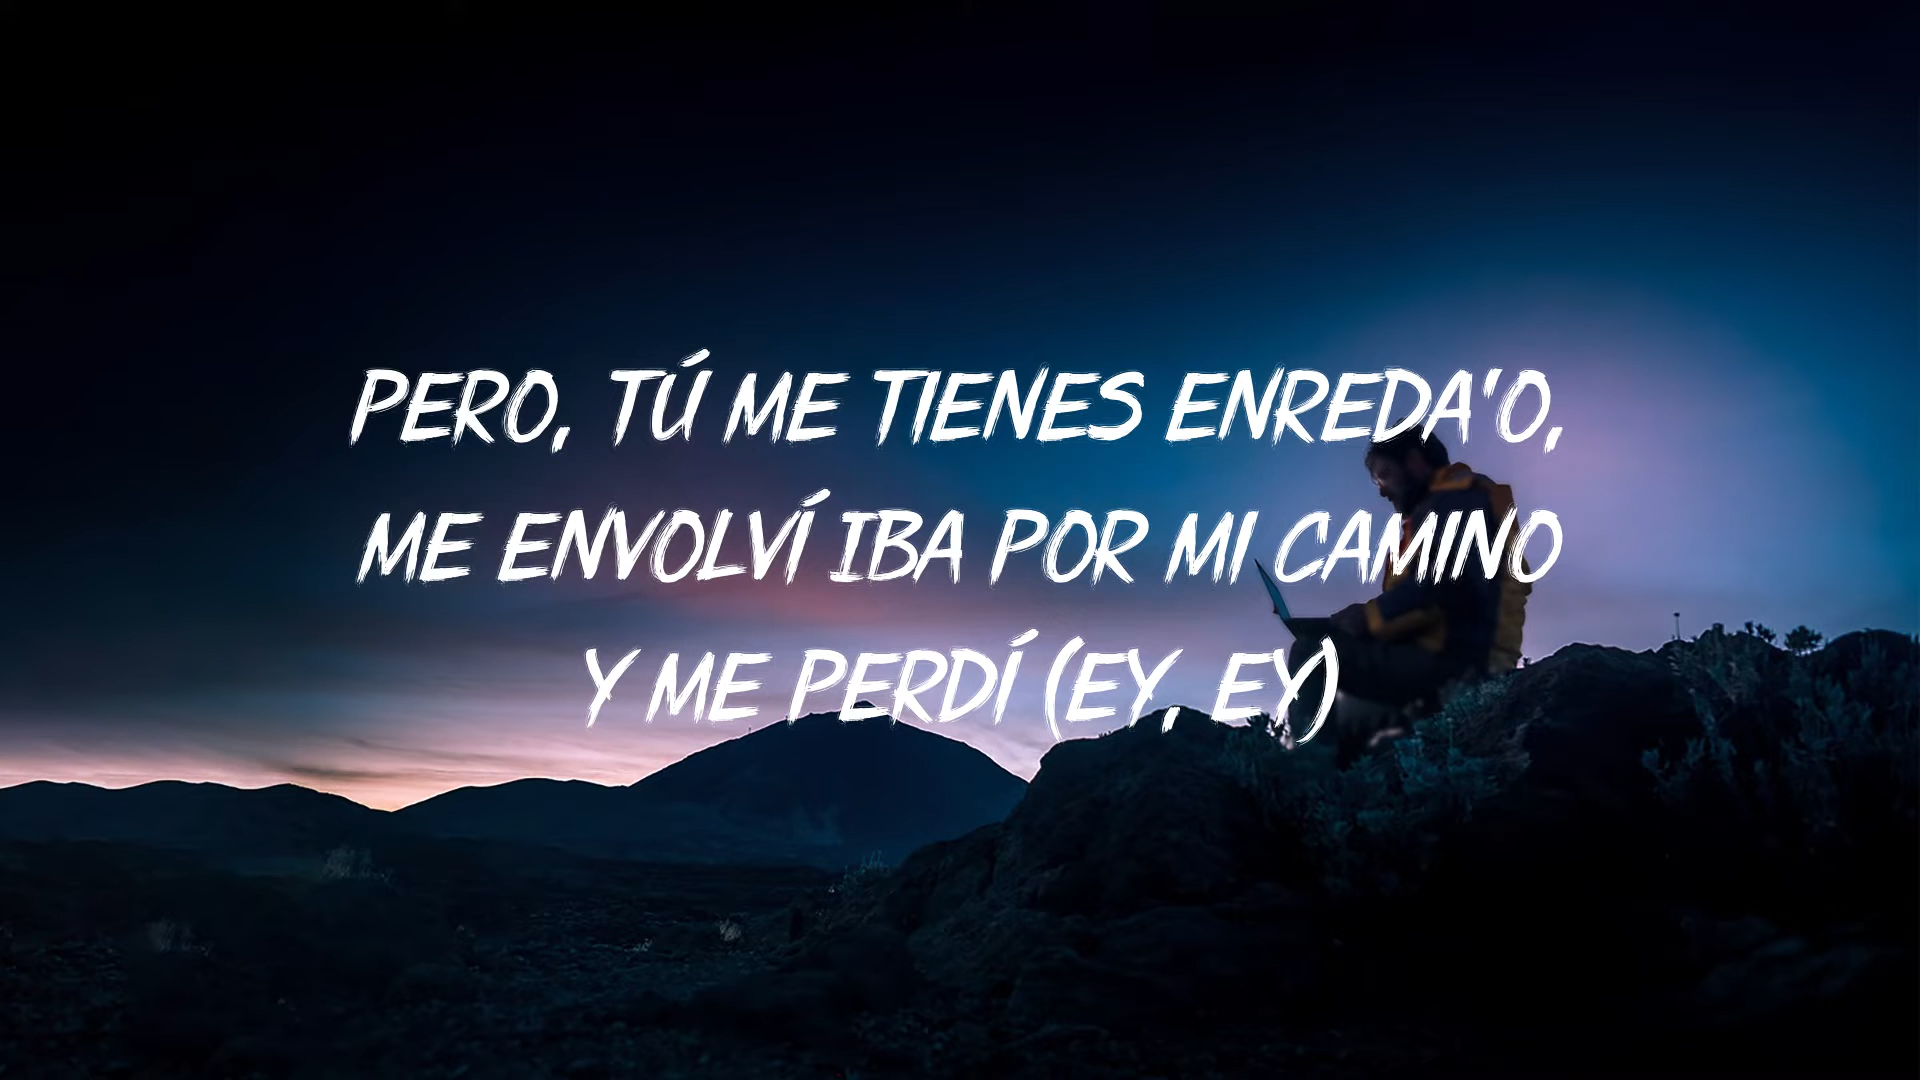 PERO, TÚ ME TIENES ENREDA'O,
ME ENVOLVÍ IBA POR MI CAMINO
Y ME PERDÍ (EY, EY)